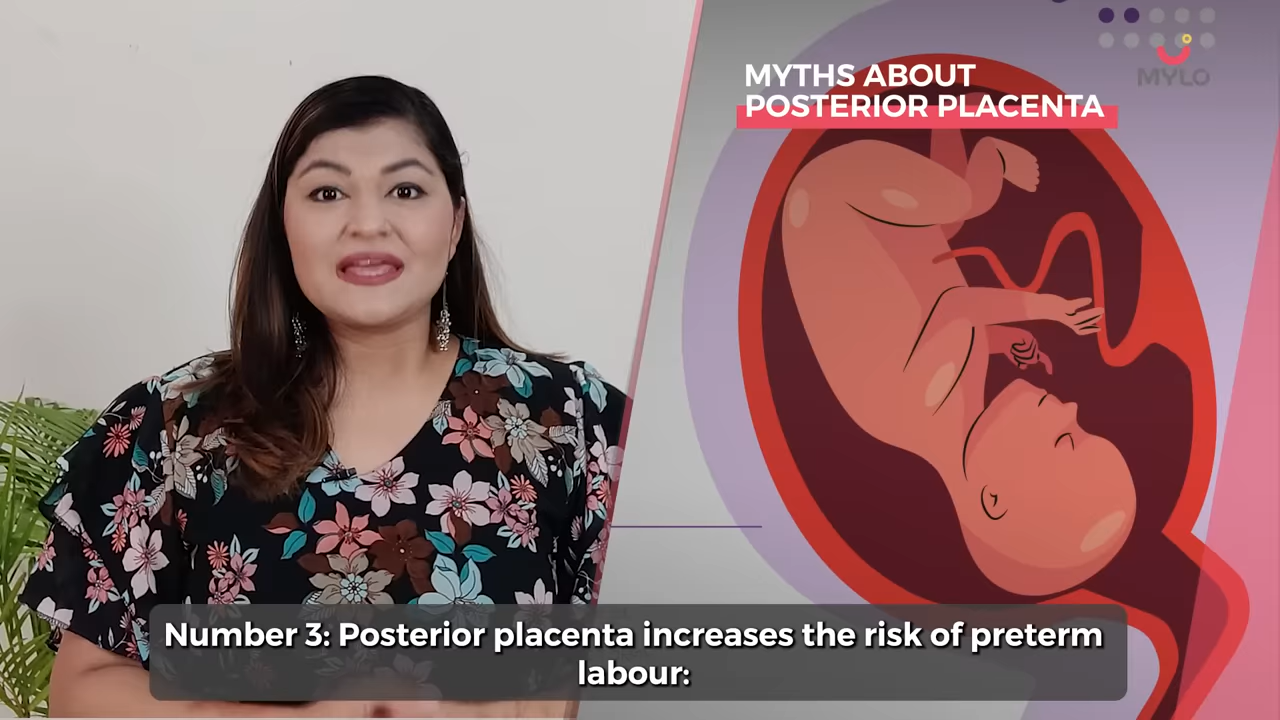 MYTHS ABOUT
POSTERIOR PLACENTA
MYLO
Number 3: Posterior placenta increases the risk of preterm
labour: